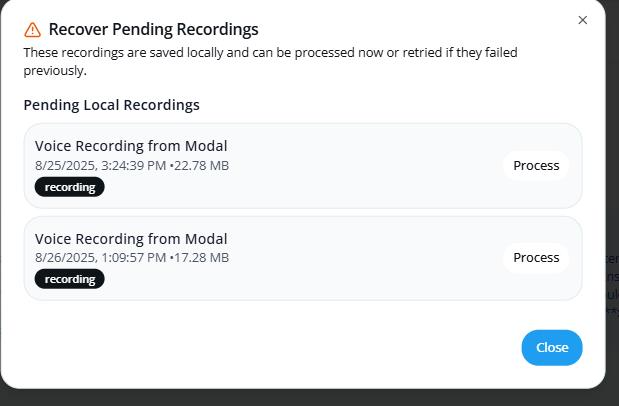 Recover Pending Recordings
These recordings are saved locally and can be processed now or retried if they failed
previously.
Pending Local Recordings
Voice Recording from Modal
8/25/2025, 3:24:39 PM •22.78 MB
recording
Process
Voice Recording from Modal
8/26/2025, 1:09:57 PM •17.28 MB
recording
Process
Close